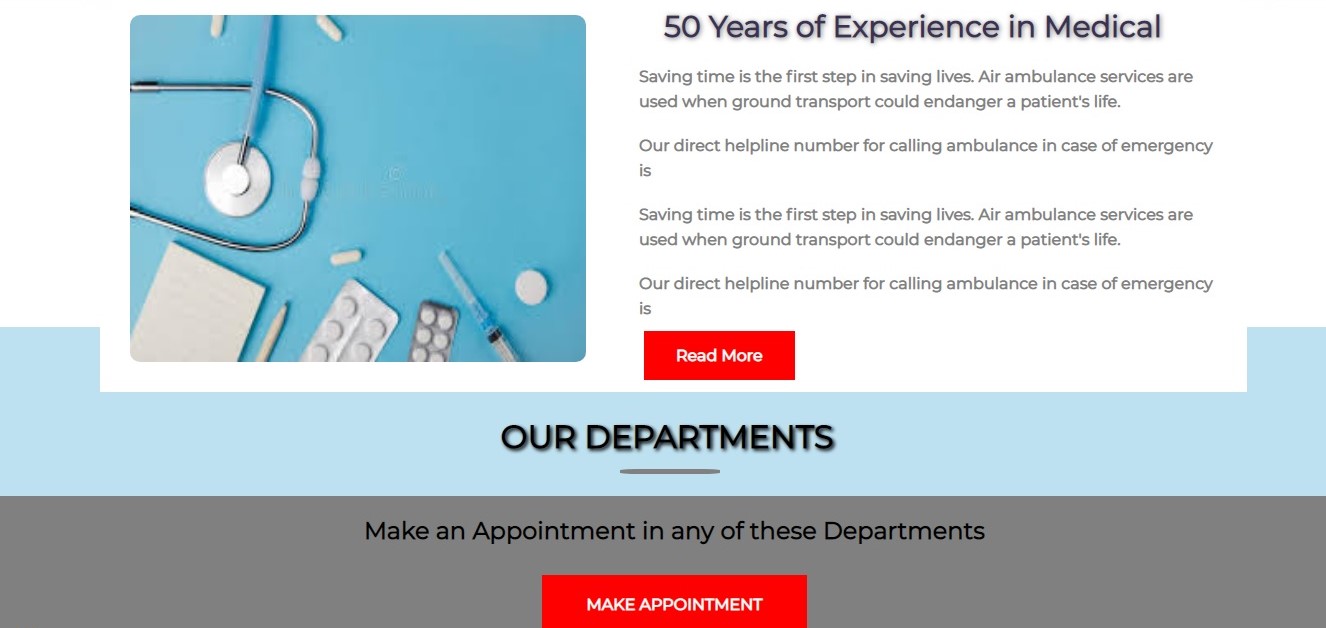 50 Years of Experience in Medical
Saving time is the first step in saving lives. Air ambulance services are
used when ground transport could endanger a patient's life.
Our direct helpline number for calling ambulance in case of emergency
is
Saving time is the first step in saving lives. Air ambulance services are
used when ground transport could endanger a patient's life.
Our direct helpline number for calling ambulance in case of emergency
is
Read More
OUR DEPARTMENTS
Make an Appointment in any of these Departments
MAKE APPOINTMENT